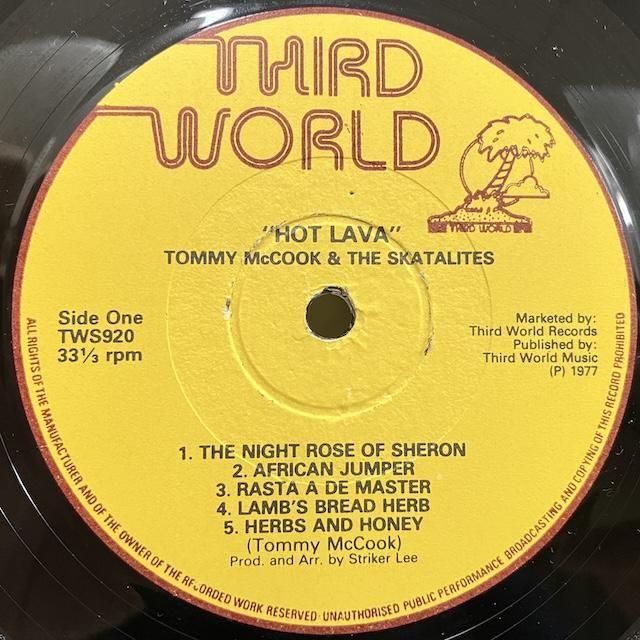 THIRD
WORLD
THIRD WORLD
"HOT LAVA"
TOMMY McCOOK & THE SKATALITES
Side One
TWS920
33⅓ rpm
Marketed by:
Third World Records
Published by:
Third World Music
(P) 1977
1. THE NIGHT ROSE OF SHERON
2. AFRICAN JUMPER
3. RASTA A DE MASTER
4. LAMB'S BREAD HERB
5. HERBS AND HONEY
(Tommy McCook)
Prod. and Arr. by Striker Lee
ALL RIGHTS OF THE MANUFACTURER AND OF THE OWNER OF THE RECORDED WORK RESERVED · UNAUTHORISED PUBLIC PERFORMANCE BROADCASTING AND COPYING OF THIS RECORD PROHIBITED